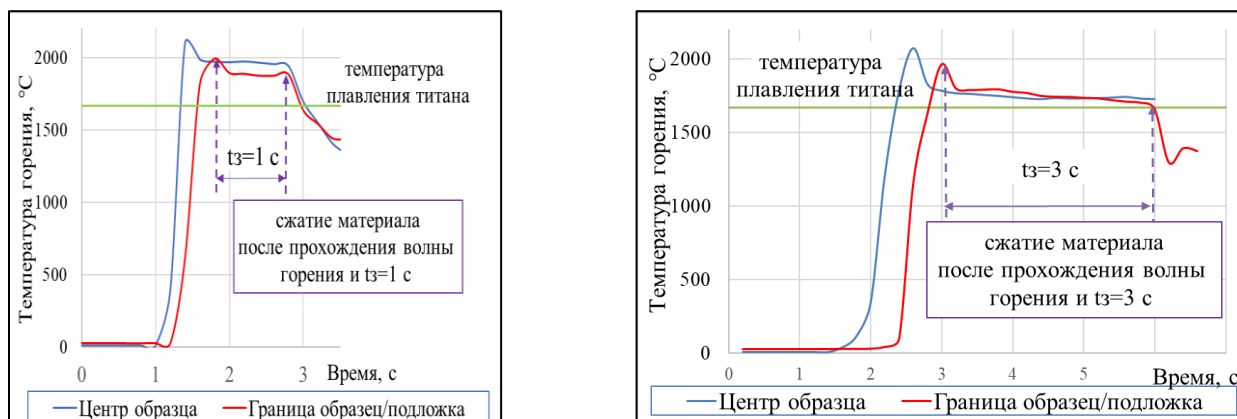 Температура горения, °С
2000
1500
2000
500
0
0
1
2
3
Время, с
температура
плавления титана
tз=1 с
сжатие материала
после прохождения волны
горения и tз=1 с
Центр образца
Граница образец/подложка
Температура горения, °С
2000
1500
1000
500
0
0
1
2
3
4
5
Время, с
температура
плавления титана
tз=3 с
сжатие материала
после прохождения волны
горения и tз=3 с
Центр образца
Граница образец/подложка